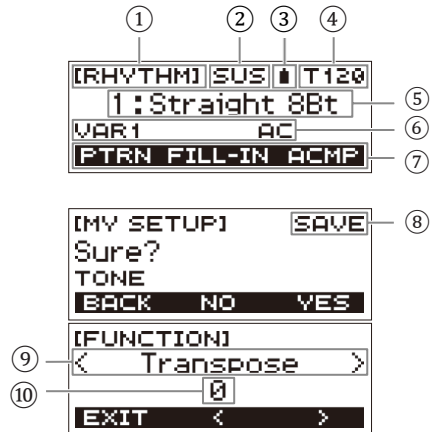 ① ② ③ ④
[RHYTHM] SUS T120
1:Straight 8Bt ⑤
VAR1 AC ⑥
PTRN FILL-IN ACMP ⑦
[MY SETUP] SAVE ⑧
Sure?
TONE
BACK NO YES
[FUNCTION]
⑨ < Transpose >
⑩ 0
EXIT < >